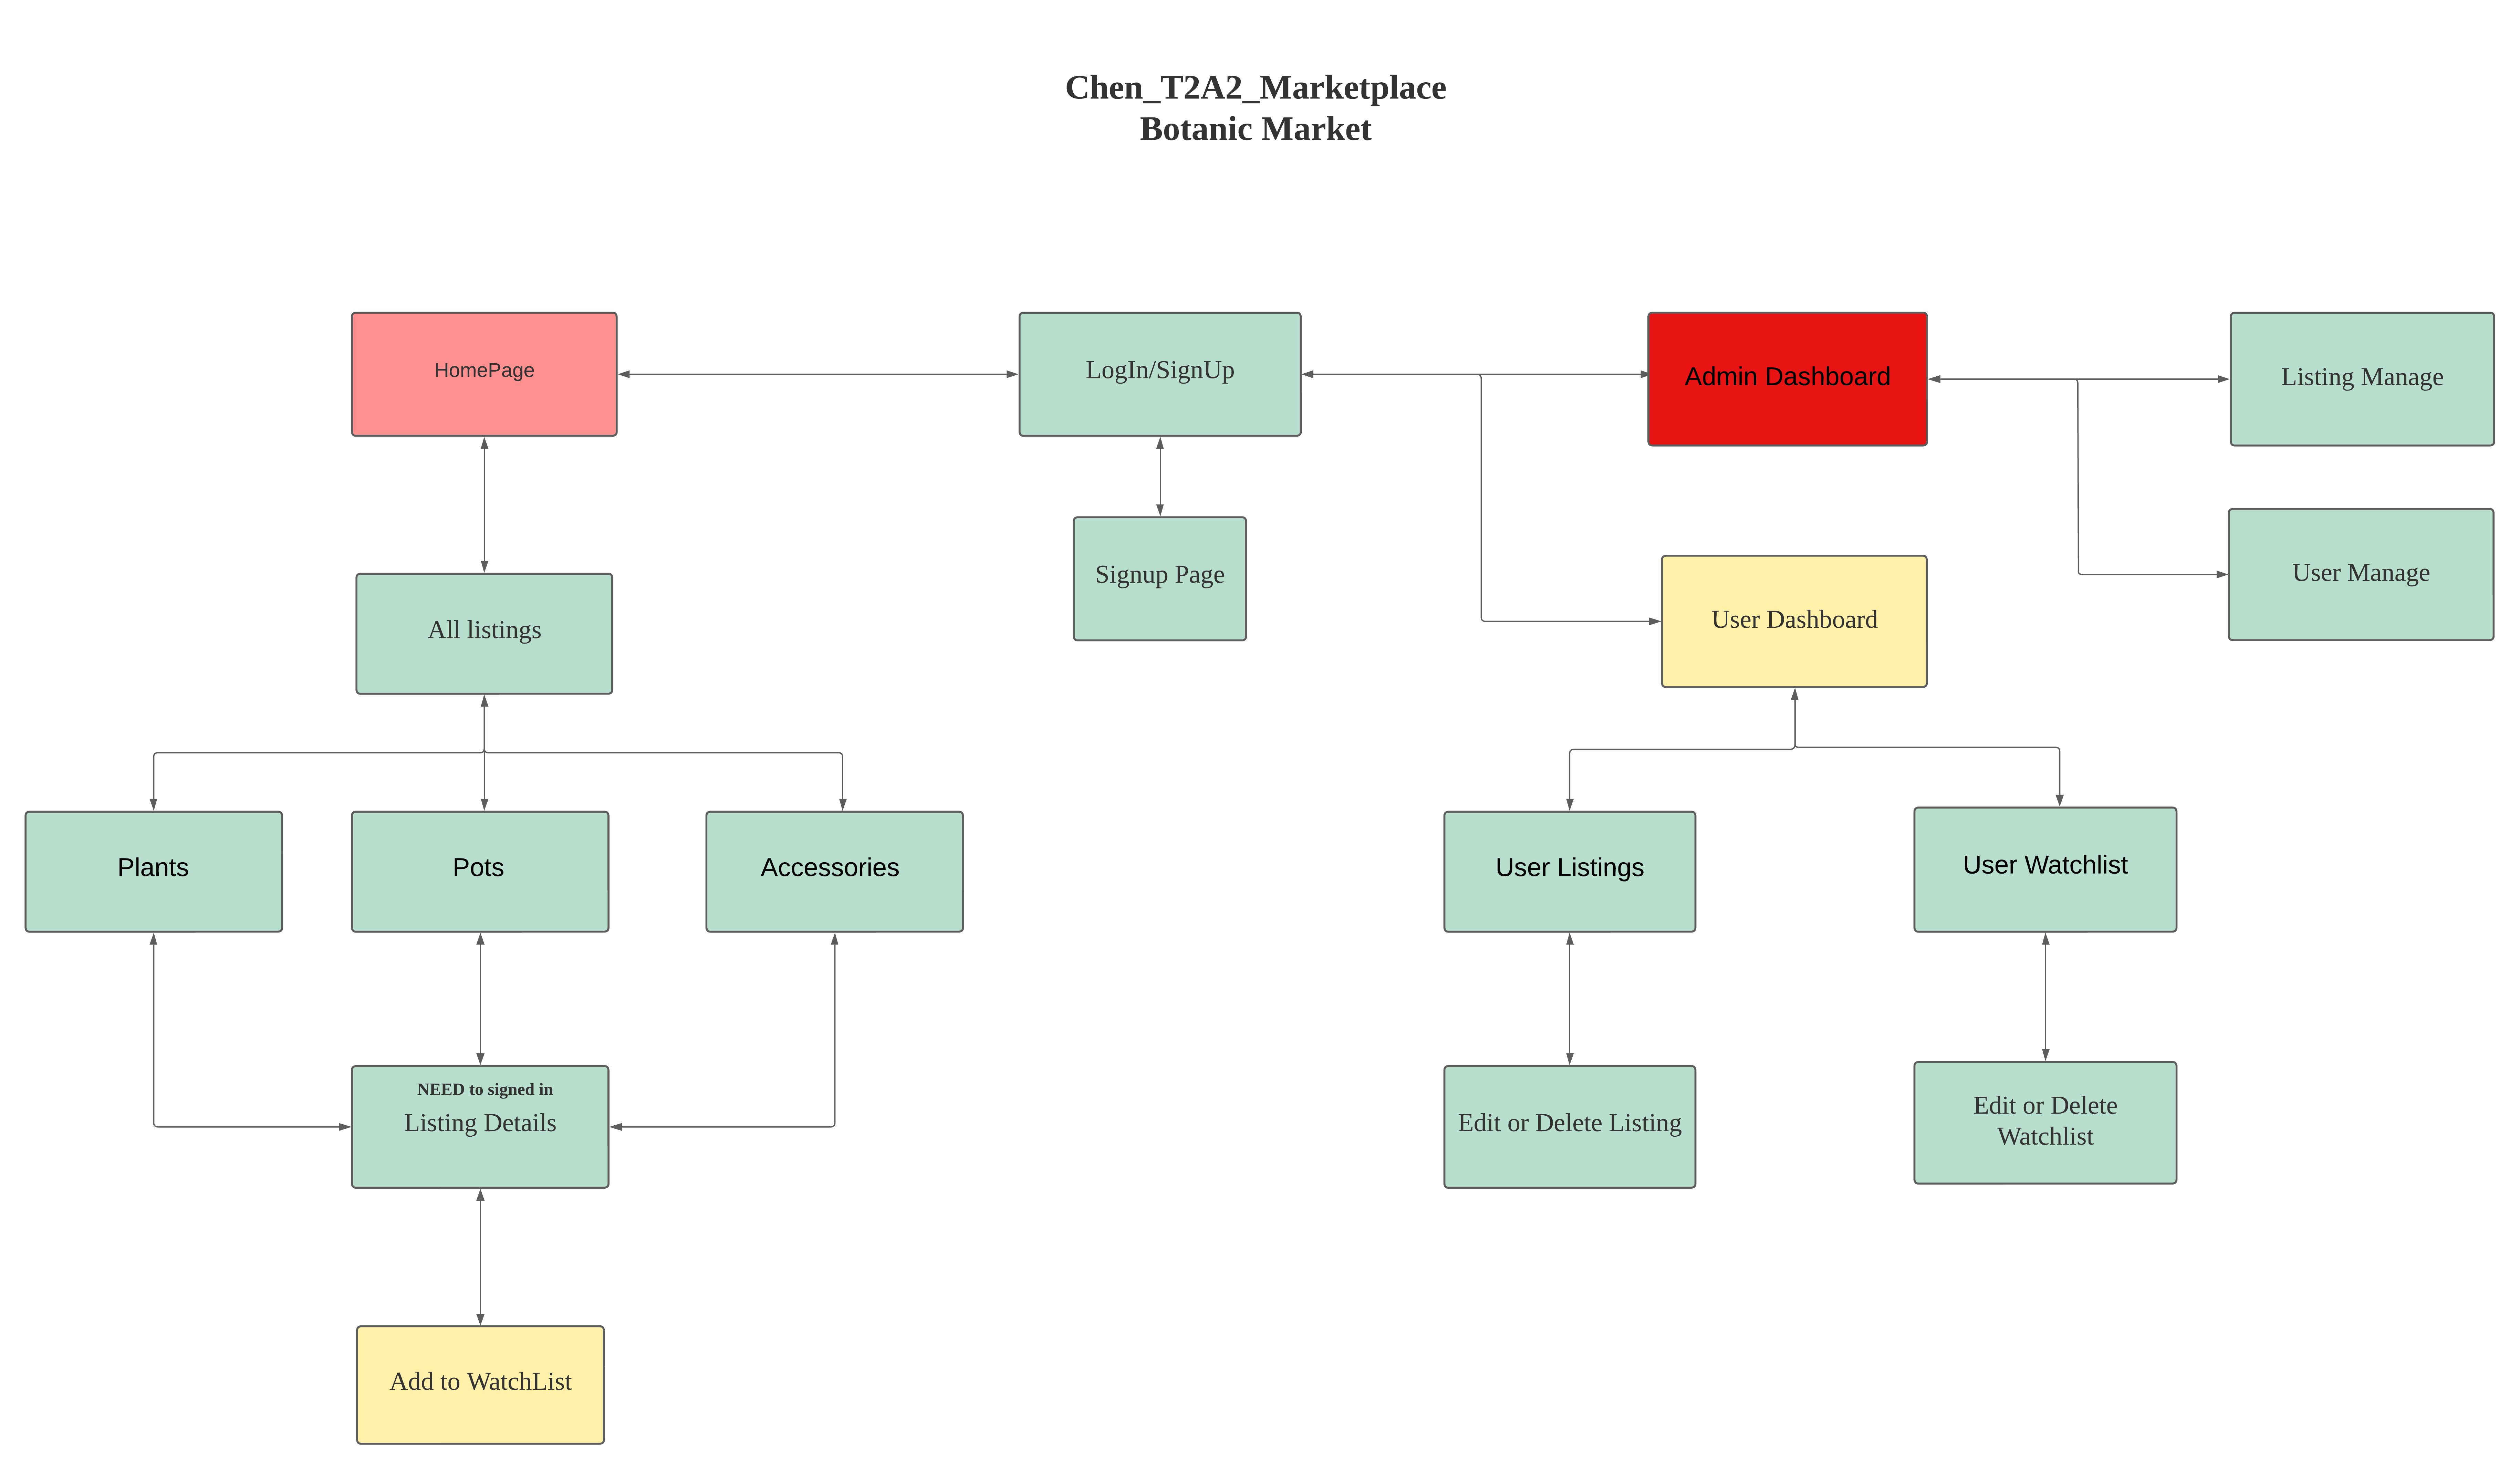 Chen_T2A2_Marketplace
Botanic Market
HomePage
LogIn/SignUp
Admin Dashboard
Listing Manage
Signup Page
User Manage
All listings
User Dashboard
Plants
Pots
Accessories
User Listings
User Watchlist
NEED to signed in
Listing Details
Edit or Delete Listing
Edit or Delete
Watchlist
Add to WatchList